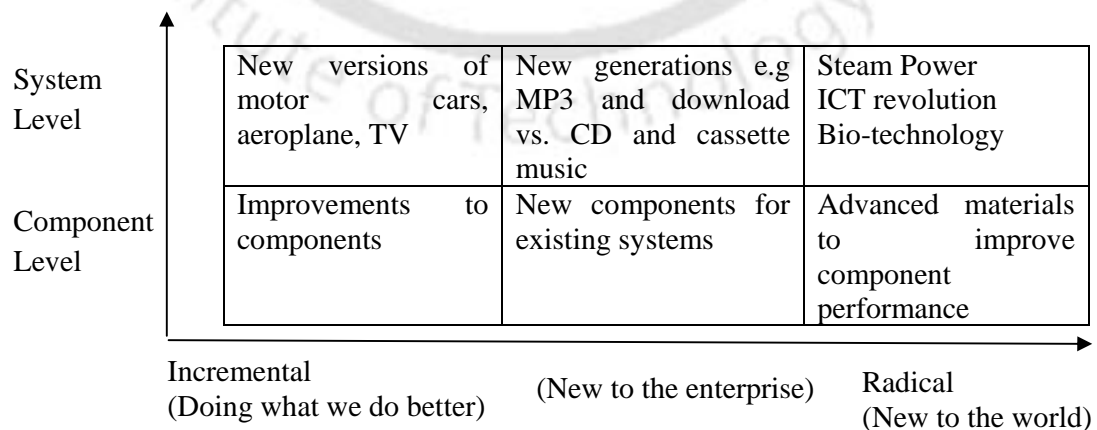 System
Level
New versions of
motor cars,
aeroplane, TV
New generations e.g
MP3 and download
vs. CD and cassette
music
Steam Power
ICT revolution
Bio-technology
Component
Level
Improvements to
components
New components for
existing systems
Advanced materials
to improve
component
performance
Incremental
(Doing what we do better)
(New to the enterprise)
Radical
(New to the world)